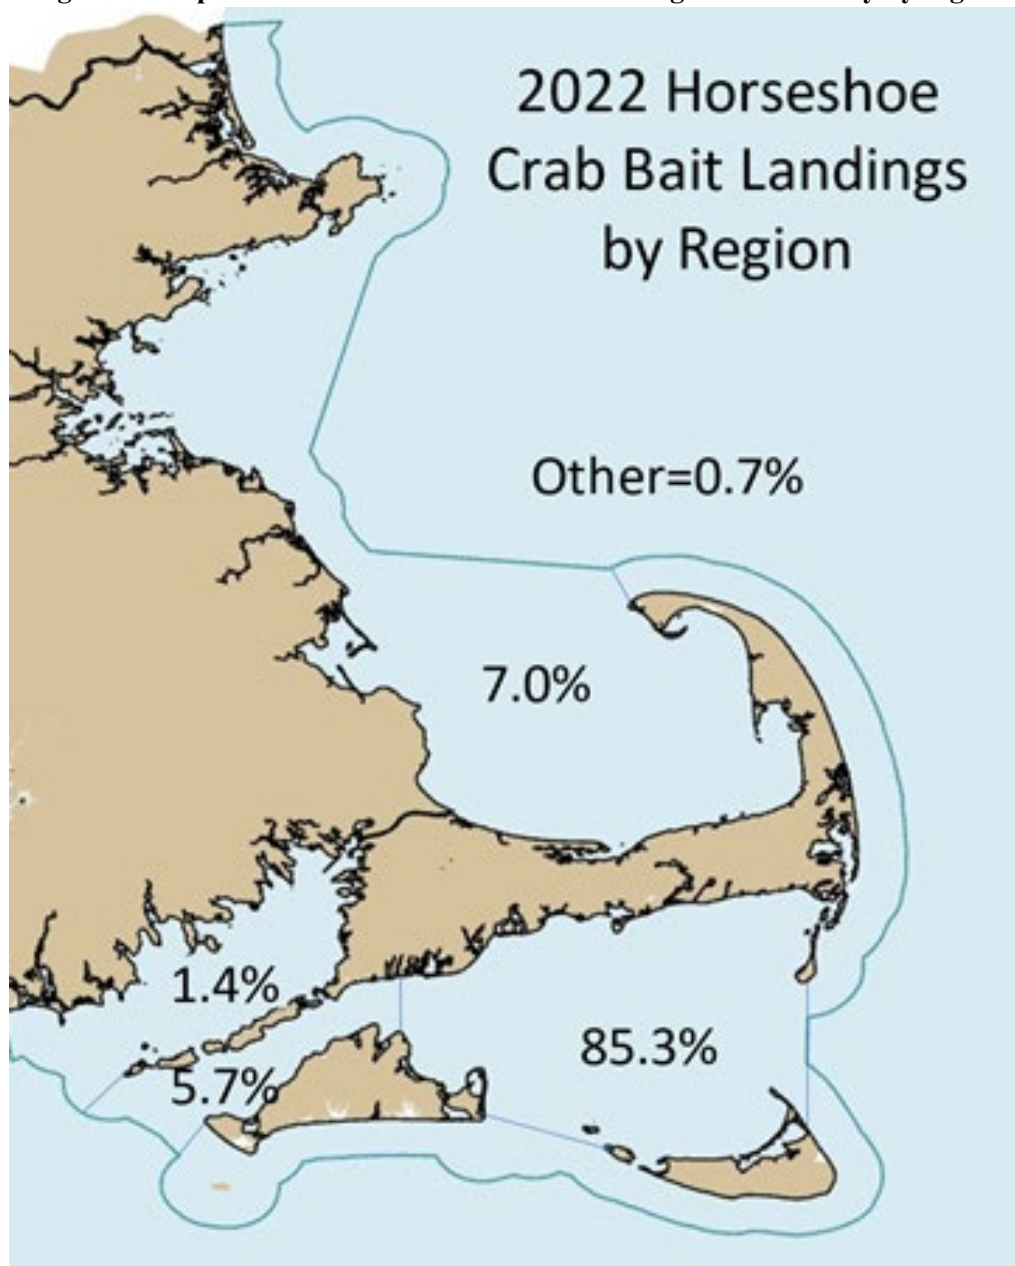 2022 Horseshoe
Crab Bait Landings
by Region
Other=0.7%
7.0%
1.4%
85.3%
5.7%